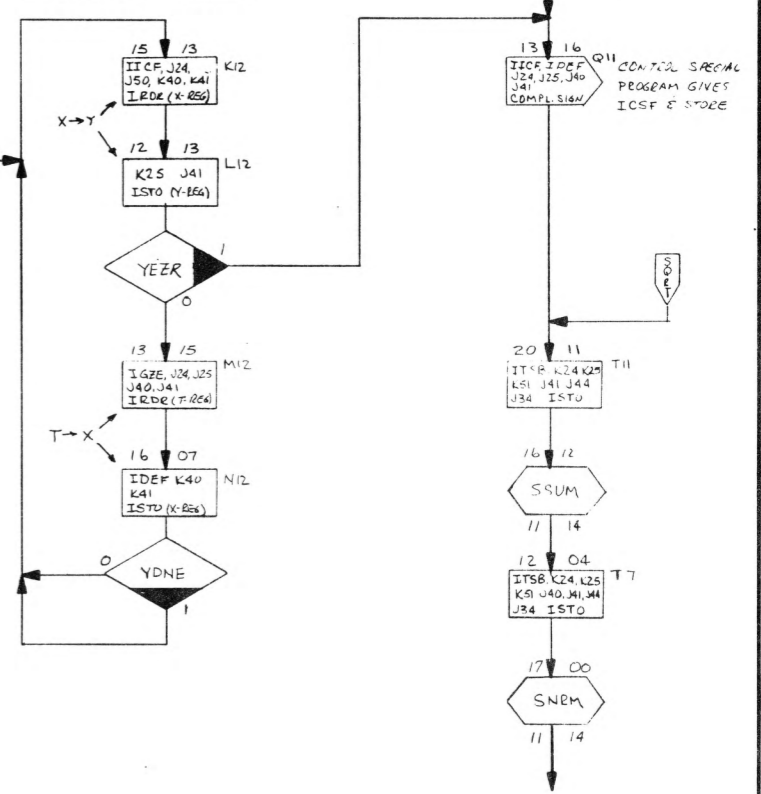 15 13
K12
IICF, J24,
J50, K40, K41
IRDR (X-REG)
X→Y
12 13
L12
K25 J41
ISTO (Y-REG)
YEZR
1
0
13 15
M12
IGZE, J24, J25
J40, J41
IRDR (T-REG)
T→X
16 07
N12
IDEF K40
K41
ISTO (X-REG)
0
YDNE
1
13 16
Q11
IICF, IDEF
J24, J25, J40
J41
COMPL. SIGN
CONTROL SPECIAL
PROGRAM GIVES
ICSF & STORE
SQRT
20 11
T11
ITSB, K24 K25
K51 J41 J44
J34 ISTO
16 12
SSUM
11 14
12 04
T7
ITSB, K24, K25
K51 J40, J41, J44
J34 ISTO
17 00
SNRM
11 14